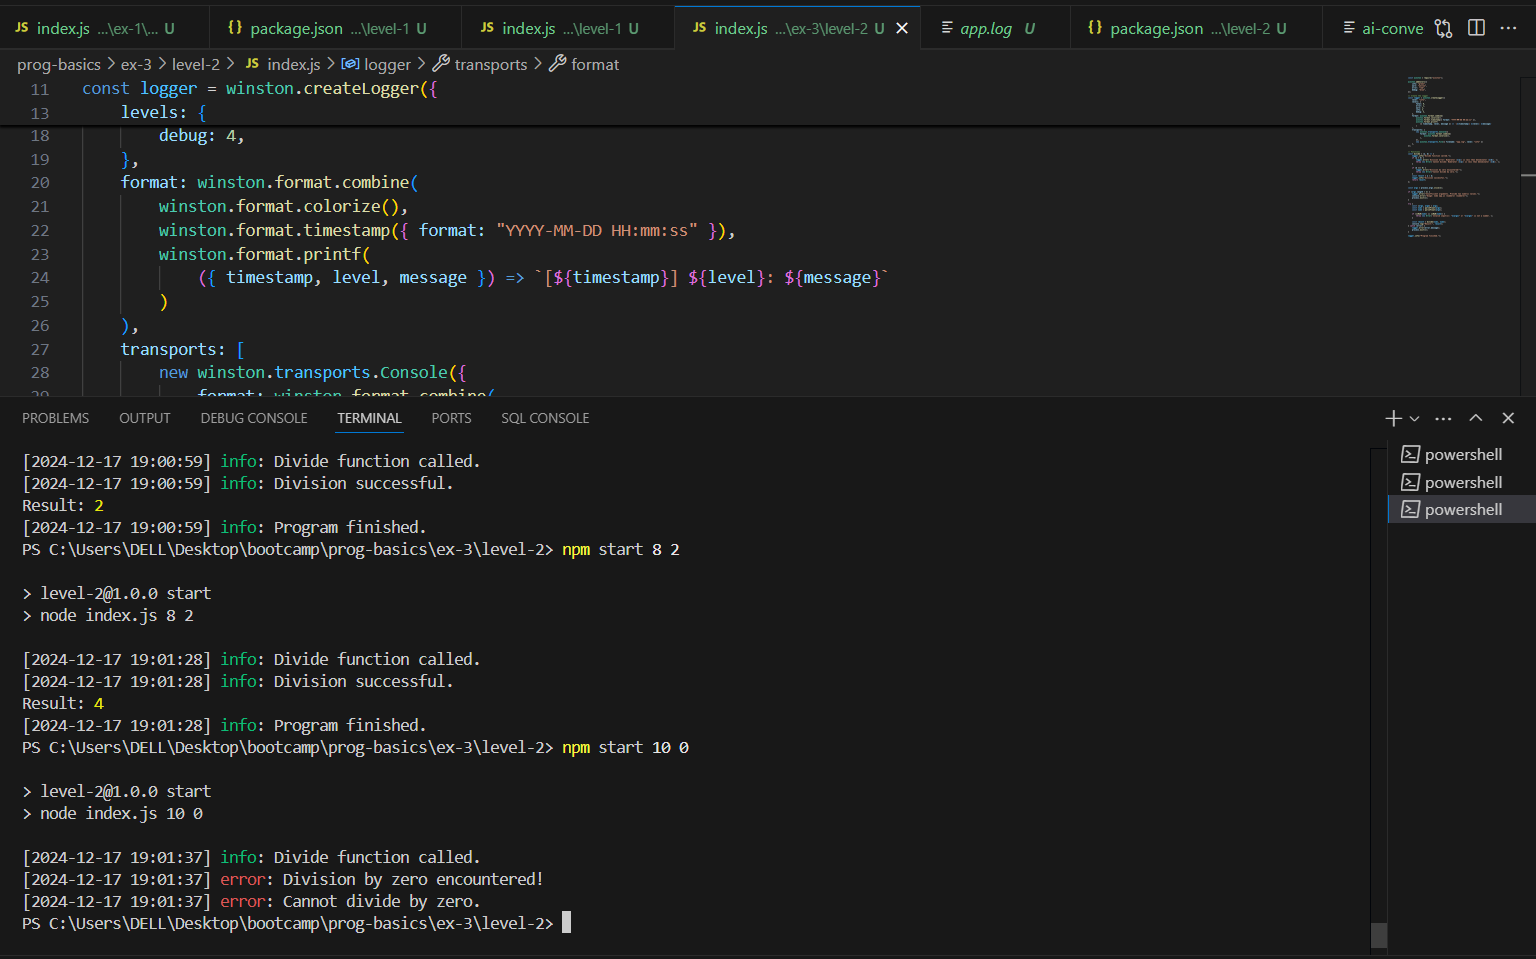 JS index.js ...\ex-1\... U {} package.json ...\level-1 U JS index.js ...\level-1 U JS index.js ...\ex-3\level-2 U app.log U {} package.json ...\level-2 U ai-conve
prog-basics > ex-3 > level-2 > JS index.js > logger > transports > format
11 const logger = winston.createLogger({
13 levels: {
18 debug: 4,
19 },
20 format: winston.format.combine(
21 winston.format.colorize(),
22 winston.format.timestamp({ format: "YYYY-MM-DD HH:mm:ss" }),
23 winston.format.printf(
24 ({ timestamp, level, message }) => `[${timestamp}] ${level}: ${message}`
25 )
26 ),
27 transports: [
28 new winston.transports.Console({
29 format: winston.format.combine(
PROBLEMS OUTPUT DEBUG CONSOLE TERMINAL PORTS SQL CONSOLE
[2024-12-17 19:00:59] info: Divide function called.
[2024-12-17 19:00:59] info: Division successful.
Result: 2
[2024-12-17 19:00:59] info: Program finished.
PS C:\Users\DELL\Desktop\bootcamp\prog-basics\ex-3\level-2> npm start 8 2
> level-2@1.0.0 start
> node index.js 8 2
[2024-12-17 19:01:28] info: Divide function called.
[2024-12-17 19:01:28] info: Division successful.
Result: 4
[2024-12-17 19:01:28] info: Program finished.
PS C:\Users\DELL\Desktop\bootcamp\prog-basics\ex-3\level-2> npm start 10 0
> level-2@1.0.0 start
> node index.js 10 0
[2024-12-17 19:01:37] info: Divide function called.
[2024-12-17 19:01:37] error: Division by zero encountered!
[2024-12-17 19:01:37] error: Cannot divide by zero.
PS C:\Users\DELL\Desktop\bootcamp\prog-basics\ex-3\level-2>
powershell
powershell
powershell